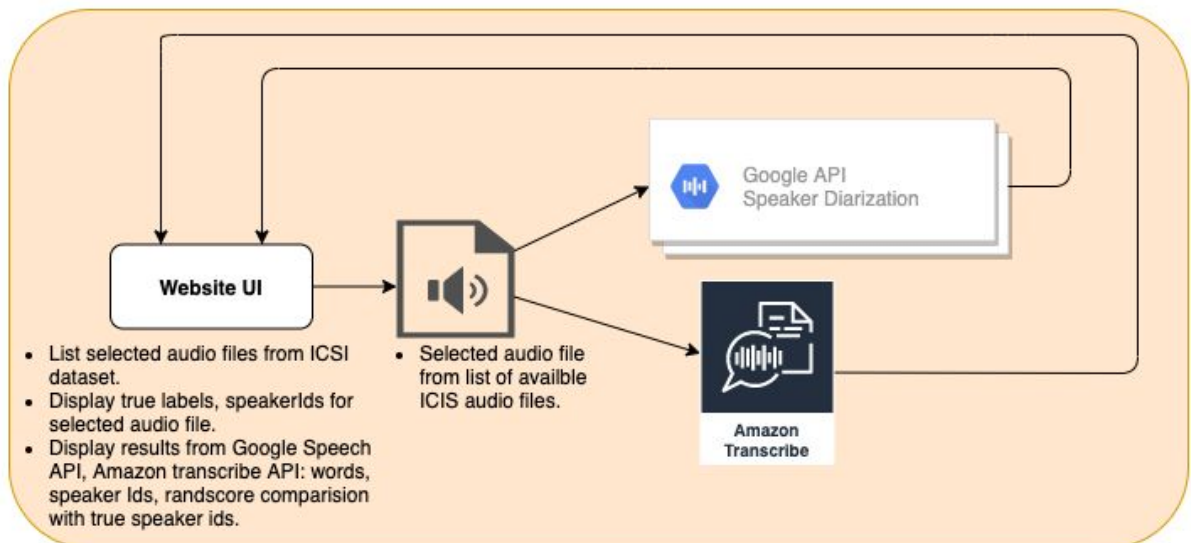 Google API
Speaker Diarization
Website UI
• List selected audio files from ICSI
dataset.
• Display true labels, speakerIds for
selected audio file.
• Display results from Google Speech
API, Amazon transcribe API: words,
speaker Ids, randscore comparision
with true speaker ids.
• Selected audio file
from list of availble
ICIS audio files.
Amazon
Transcribe